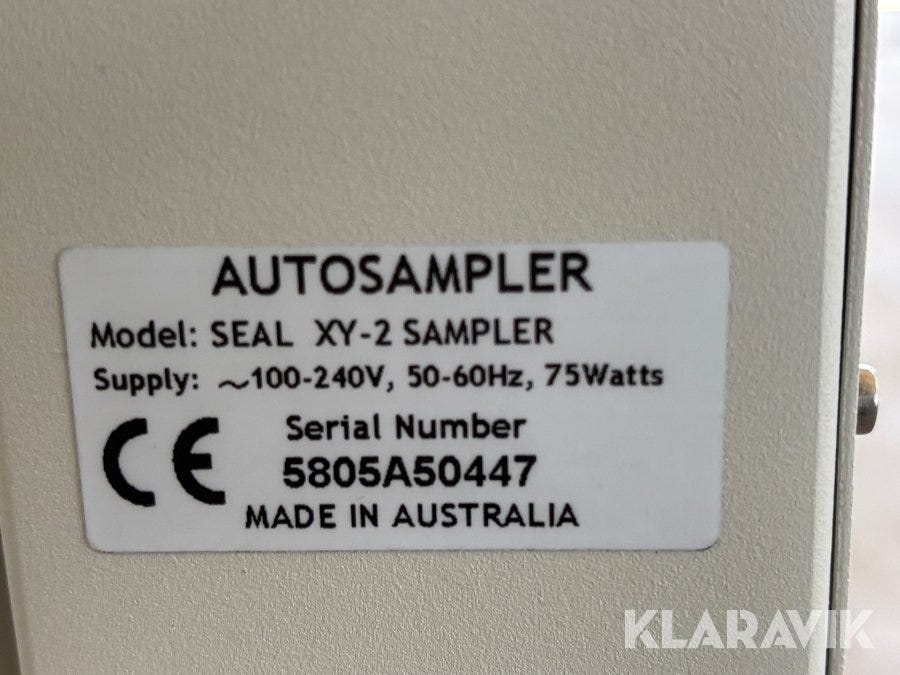 AUTOSAMPLER
Model: SEAL XY-2 SAMPLER
Supply: ~100-240V, 50-60Hz, 75Watts
CE
Serial Number
5805A50447
MADE IN AUSTRALIA
KLARAVIK